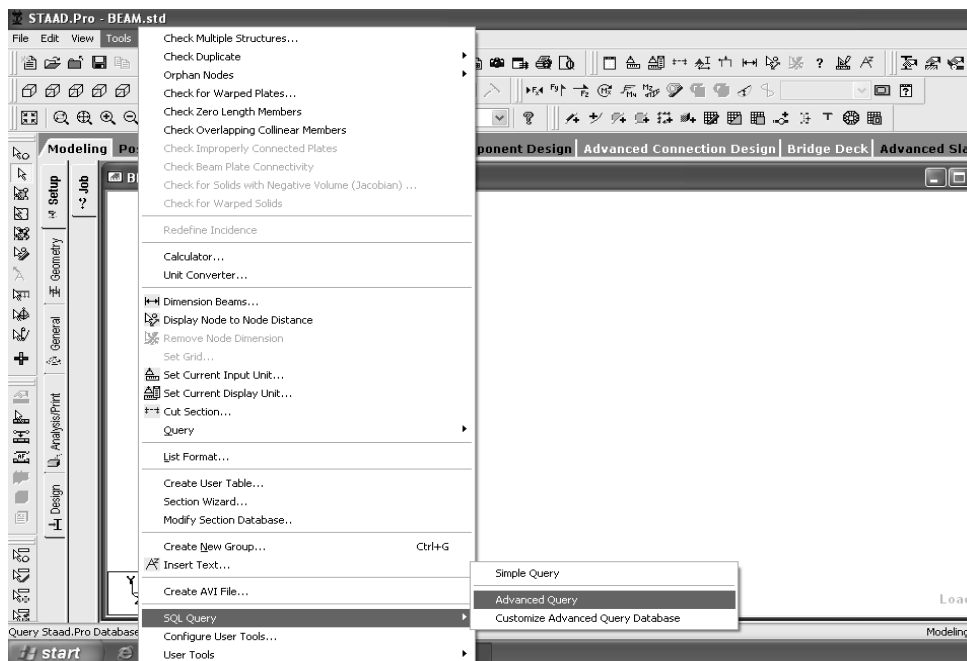 STAAD.Pro - BEAM.std
File Edit View Tools
Check Multiple Structures...
Check Duplicate
Orphan Nodes
Check for Warped Plates...
Check Zero Length Members
Check Overlapping Collinear Members
Check Improperly Connected Plates
Check Beam Plate Connectivity
Check for Solids with Negative Volume (Jacobian) ...
Check for Warped Solids
Redefine Incidence
Calculator...
Unit Converter...
Dimension Beams...
Display Node to Node Distance
Remove Node Dimension
Set Grid...
Set Current Input Unit...
Set Current Display Unit...
Cut Section...
Query
List Format...
Create User Table...
Section Wizard...
Modify Section Database..
Create New Group... Ctrl+G
Insert Text...
Create AVI File...
SQL Query
Configure User Tools...
User Tools
Simple Query
Advanced Query
Customize Advanced Query Database
Modeling Po
ponent Design Advanced Connection Design Bridge Deck Advanced Sla
Setup
Job
Geometry
General
Analysis/Print
Design
Y
Loa
Query Staad.Pro Database
Modeling
start